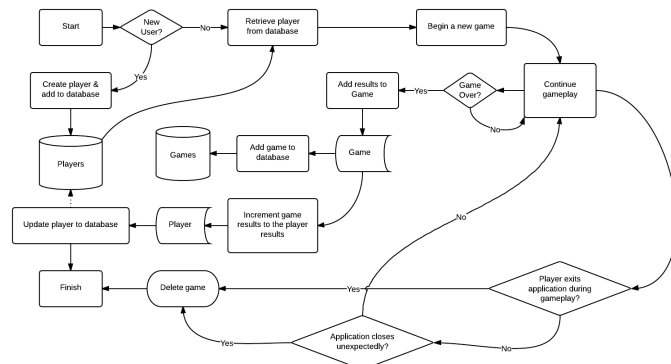 Start
New
User?
No
Retrieve player
from database
Begin a new game
Yes
Create player &
add to database
Add results to
Game
Yes
Game
Over?
Continue
gameplay
No
Players
Games
Add game to
database
Game
Update player to database
Player
Increment game
results to the player
results
No
Finish
Delete game
Yes
Player exits
application during
gameplay?
Yes
Application closes
unexpectedly?
No